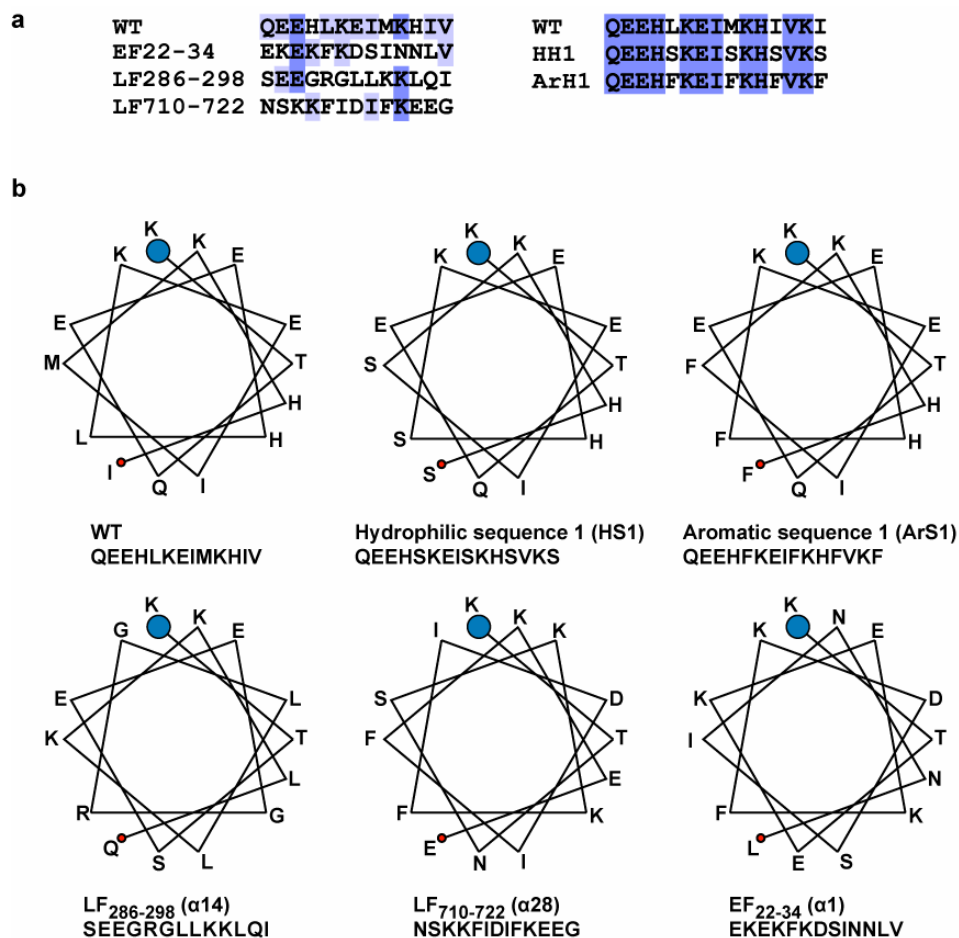 a
WT QEEHLKEIMKHIV
EF22-34 EKEKFKDSINNLV
LF286-298 SEEGRGLLKKLQI
LF710-722 NSKKFIDIFKEEG
WT QEEHLKEIMKHIVKI
HH1 QEEHSKEISKHSVKS
ArH1 QEEHFKEIFKHFVKF
b
K K
K E
E E
M T
H
L H
I Q I
WT
QEEHLKEIMKHIV
K K
K E
E E
S T
H
S H
S Q I
Hydrophilic sequence 1 (HS1)
QEEHSKEISKHSVKS
K K
K E
E E
F T
H
F H
F Q I
Aromatic sequence 1 (ArS1)
QEEHFKEIFKHFVKF
K K
G E
E L
K T
L
R G
Q S L
LF286-298 (α14)
SEEGRGLLKKLQI
K K
I K
S D
F T
E
F K
E N I
LF710-722 (α28)
NSKKFIDIFKEEG
K N
K E
K D
I T
N
F K
L E S
EF22-34 (α1)
EKEKFKDSINNLV